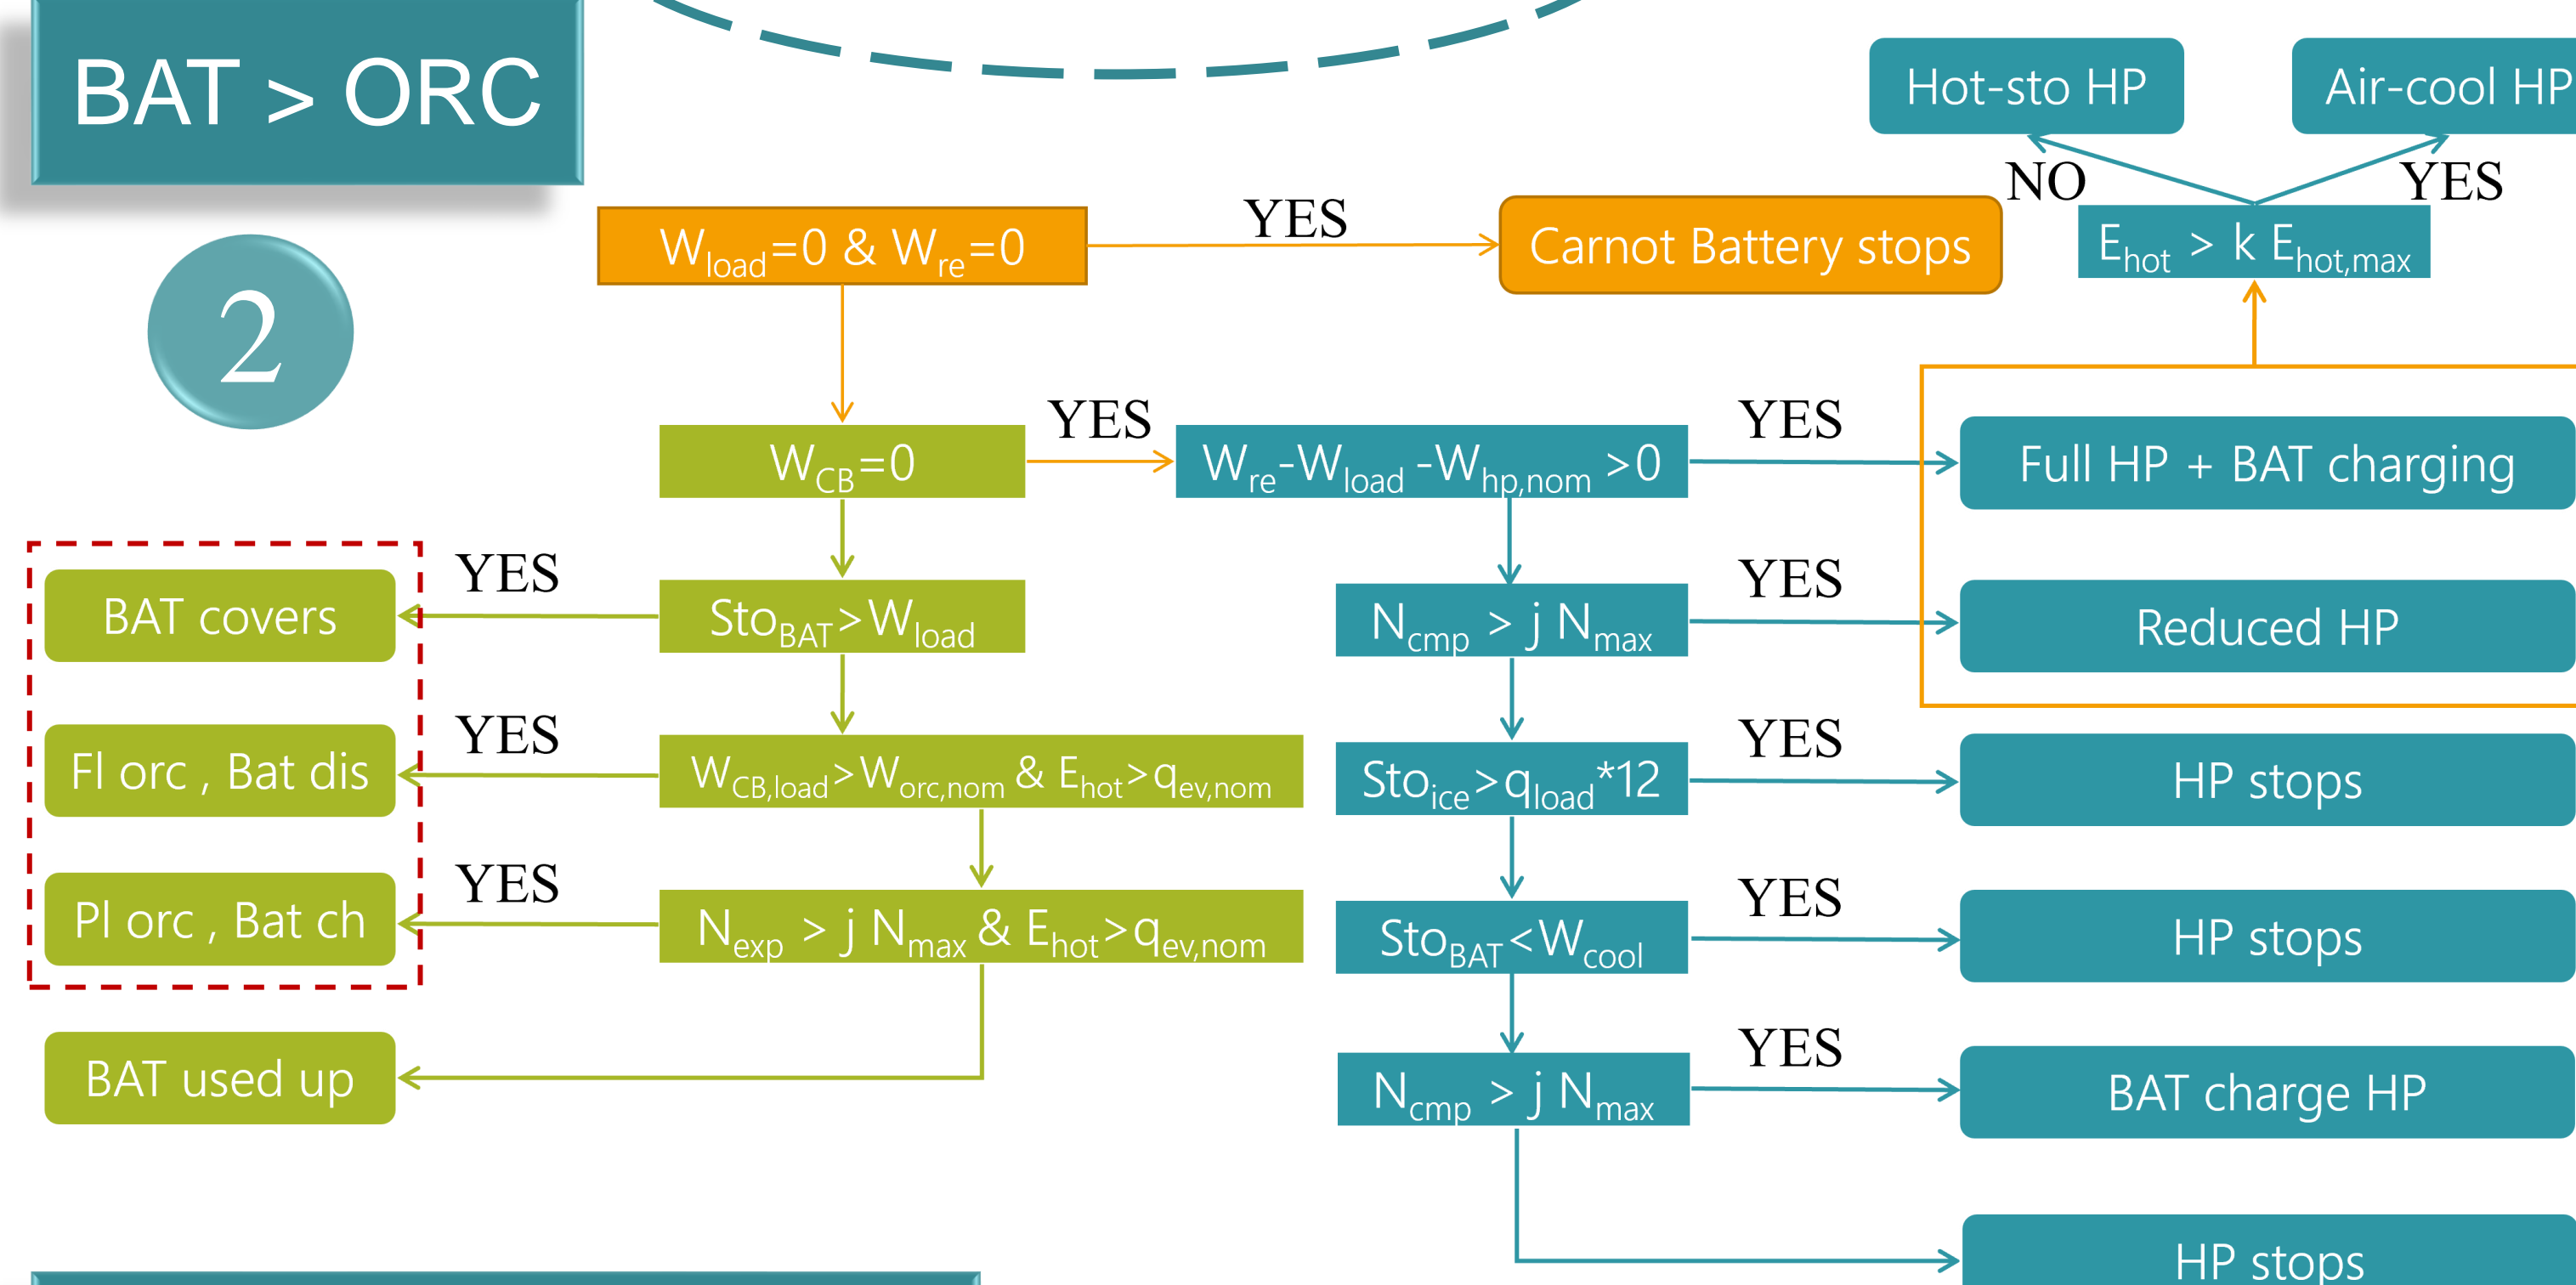 BAT > ORC
2
Hot-sto HP
Air-cool HP
NO
YES
W_load=0 & W_re=0
YES
Carnot Battery stops
E_hot > k E_hot,max
W_CB=0
YES
W_re-W_load -W_hp,nom >0
YES
Full HP + BAT charging
BAT covers
YES
Sto_BAT>W_load
N_cmp > j N_max
YES
Reduced HP
Fl orc , Bat dis
YES
W_CB,load>W_orc,nom & E_hot>q_ev,nom
Sto_ice>q_load*12
YES
HP stops
Pl orc , Bat ch
YES
N_exp > j N_max & E_hot>q_ev,nom
Sto_BAT<W_cool
YES
HP stops
BAT used up
N_cmp > j N_max
YES
BAT charge HP
HP stops